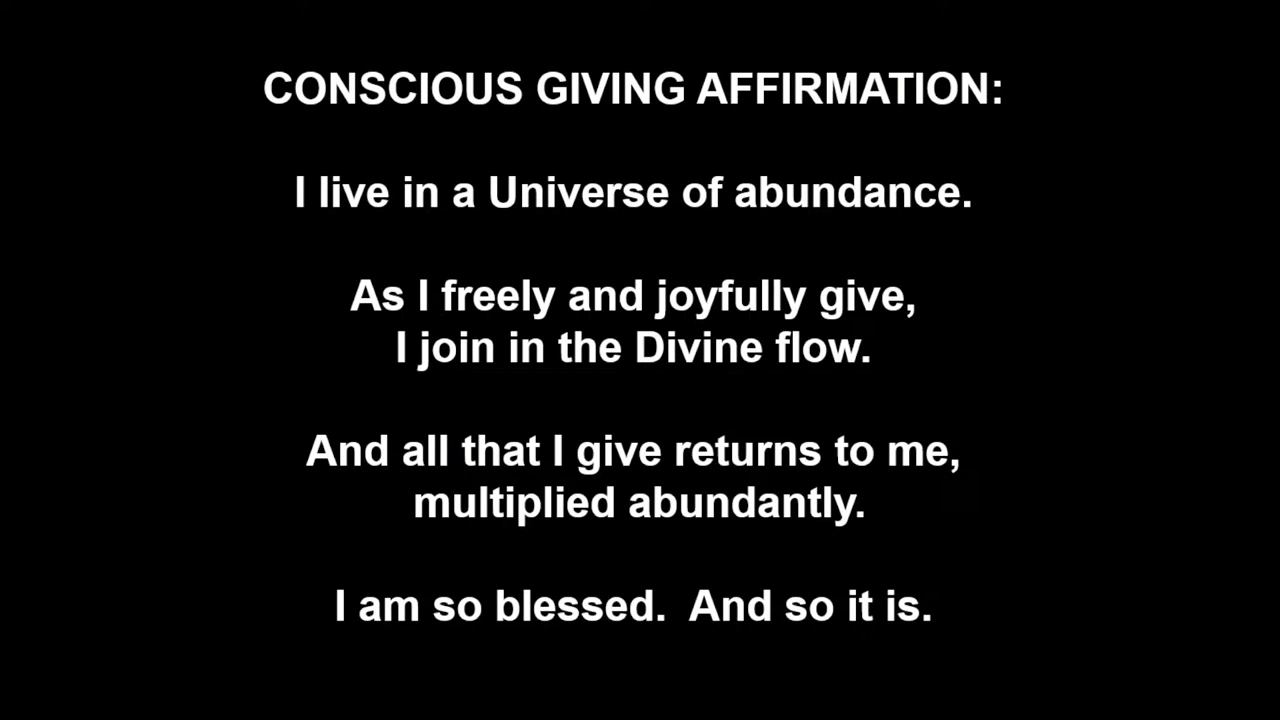 CONSCIOUS GIVING AFFIRMATION:
I live in a Universe of abundance.
As I freely and joyfully give,
I join in the Divine flow.
And all that I give returns to me,
multiplied abundantly.
I am so blessed.  And so it is.